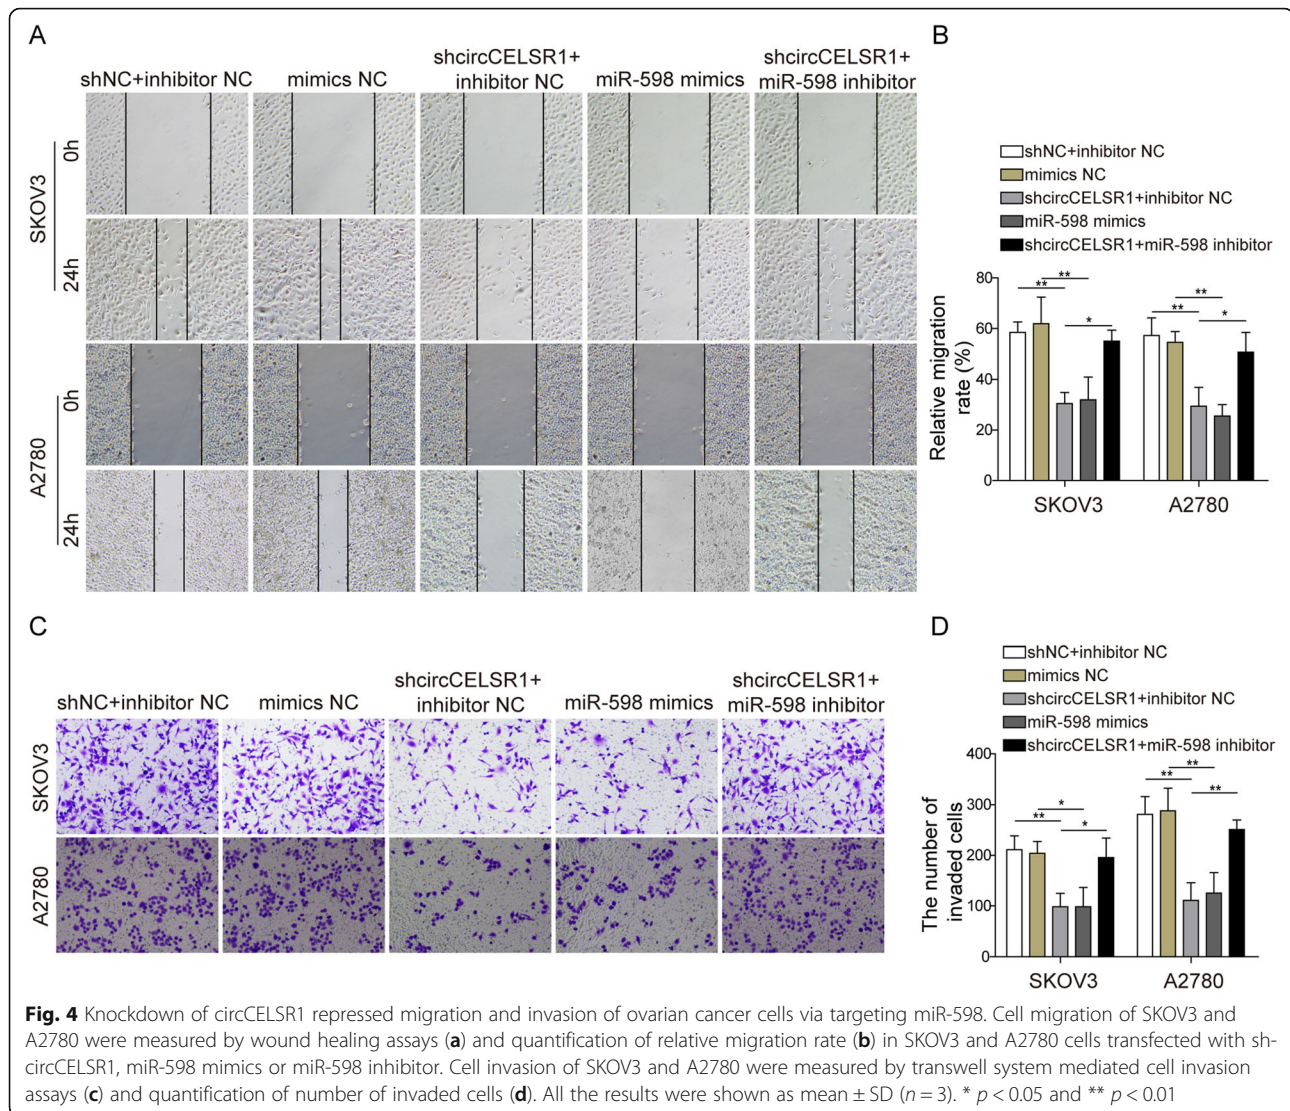 A
shNC+inhibitor NC
mimics NC
shcircCELSR1+
inhibitor NC
miR-598 mimics
shcircCELSR1+
miR-598 inhibitor
SKOV3
0h
24h
A2780
0h
24h
B
shNC+inhibitor NC
mimics NC
shcircCELSR1+inhibitor NC
miR-598 mimics
shcircCELSR1+miR-598 inhibitor
Relative migration
rate (%)
80
60
40
20
0
**
**
*
**
**
*
SKOV3
A2780
C
shNC+inhibitor NC
mimics NC
shcircCELSR1+
inhibitor NC
miR-598 mimics
shcircCELSR1+
miR-598 inhibitor
SKOV3
A2780
D
shNC+inhibitor NC
mimics NC
shcircCELSR1+inhibitor NC
miR-598 mimics
shcircCELSR1+miR-598 inhibitor
The number of
invaded cells
400
300
200
100
0
*
**
*
**
**
**
SKOV3
A2780
Fig. 4 Knockdown of circCELSR1 repressed migration and invasion of ovarian cancer cells via targeting miR-598. Cell migration of SKOV3 and
A2780 were measured by wound healing assays (a) and quantification of relative migration rate (b) in SKOV3 and A2780 cells transfected with sh-
circCELSR1, miR-598 mimics or miR-598 inhibitor. Cell invasion of SKOV3 and A2780 were measured by transwell system mediated cell invasion
assays (c) and quantification of number of invaded cells (d). All the results were shown as mean ± SD (n = 3). * p < 0.05 and ** p < 0.01